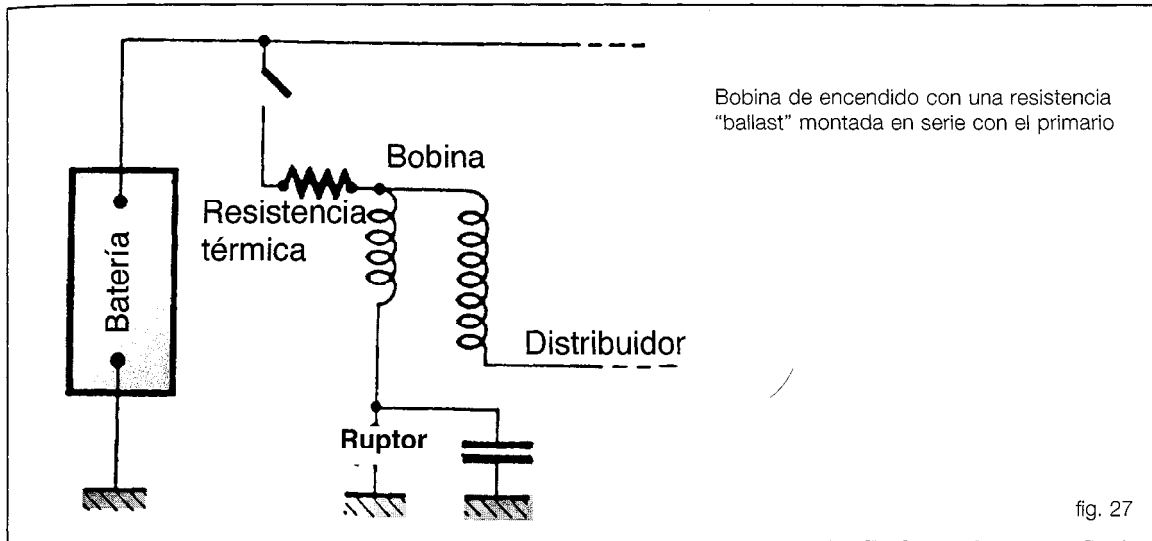 Bobina de encendido con una resistencia
"ballast" montada en serie con el primario
Bobina
Resistencia
térmica
Batería
Distribuidor
Ruptor
fig. 27